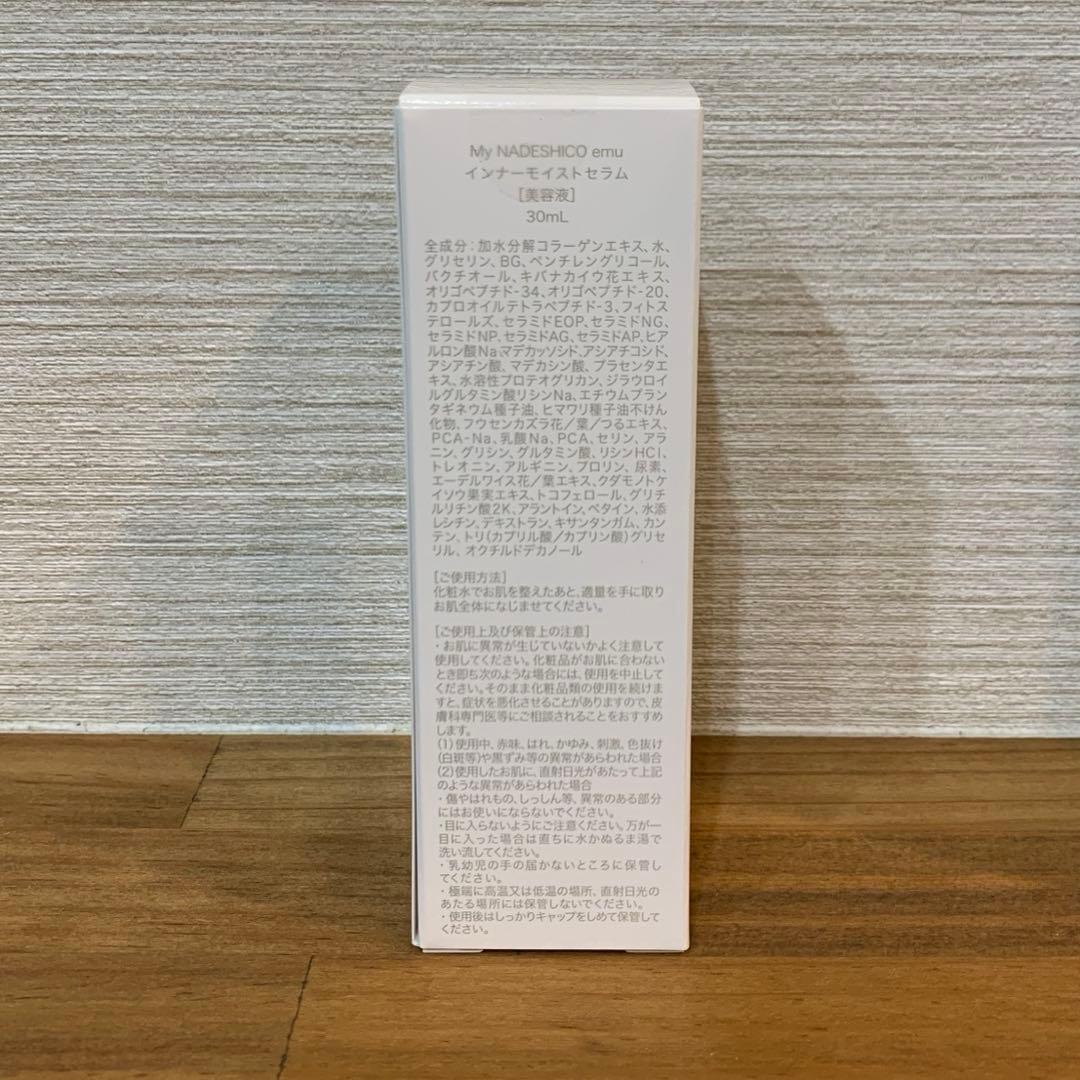 My NADESHICO emu
インナーモイストセラム
[美容液]
30mL
全成分：加水分解コラーゲンエキス、水、
グリセリン、BG、ペンチレングリコール、
バクチオール、キバナカイウ花エキス、
オリゴペプチド-34、オリゴペプチド-20、
カプロオイルテトラペプチド-3、フィトス
テロールズ、セラミドEOP、セラミドNG、
セラミドNP、セラミドAG、セラミドAP、ヒア
ルロン酸Na、マデカッソシド、アシアチコシド、
アシアチン酸、マデカシン酸、プラセンタエ
キス、水溶性プロテオグリカン、ジラウロイ
ルグルタミン酸リシンNa、エチウムプラン
タギネウム種子油、ヒマワリ種子油不けん
化物、フウセンカズラ花／葉／つるエキス、
PCA-Na、乳酸Na、PCA、セリン、アラ
ニン、グリシン、グルタミン酸、リシンHCl、
トレオニン、アルギニン、プロリン、尿素、
エーデルワイス花／葉エキス、クダモノトケ
イソウ果実エキス、トコフェロール、グリチ
ルリチン酸2K、アラントイン、ベタイン、水添
レシチン、デキストラン、キサンタンガム、カン
テン、トリ(カプリル酸／カプリン酸)グリセ
リル、オクチルドデカノール
[ご使用方法]
化粧水でお肌を整えたあと、適量を手に取り
お肌全体になじませてください。
[ご使用上及び保管上の注意]
・お肌に異常が生じていないかよく注意して
使用してください。化粧品がお肌に合わない
とき即ち次のような場合には、使用を中止して
ください。そのまま化粧品類の使用を続けま
すと、症状を悪化させることがありますので、皮
膚科専門医等にご相談されることをおすすめ
します。
(1)使用中、赤味、はれ、かゆみ、刺激、色抜け
(白斑等)や黒ずみ等の異常があらわれた場合
(2)使用したお肌に、直射日光があたって上記
のような異常があらわれた場合
・傷やはれもの、しっしん等、異常のある部分
にはお使いにならないでください。
・目に入らないようにご注意ください。万が一
目に入った場合は直ちに水かぬるま湯で
洗い流してください。
・乳幼児の手の届かないところに保管し
てください。
・極端に高温又は低温の場所、直射日光の
あたる場所には保管しないでください。
・使用後はしっかりキャップをしめて保管して
ください。